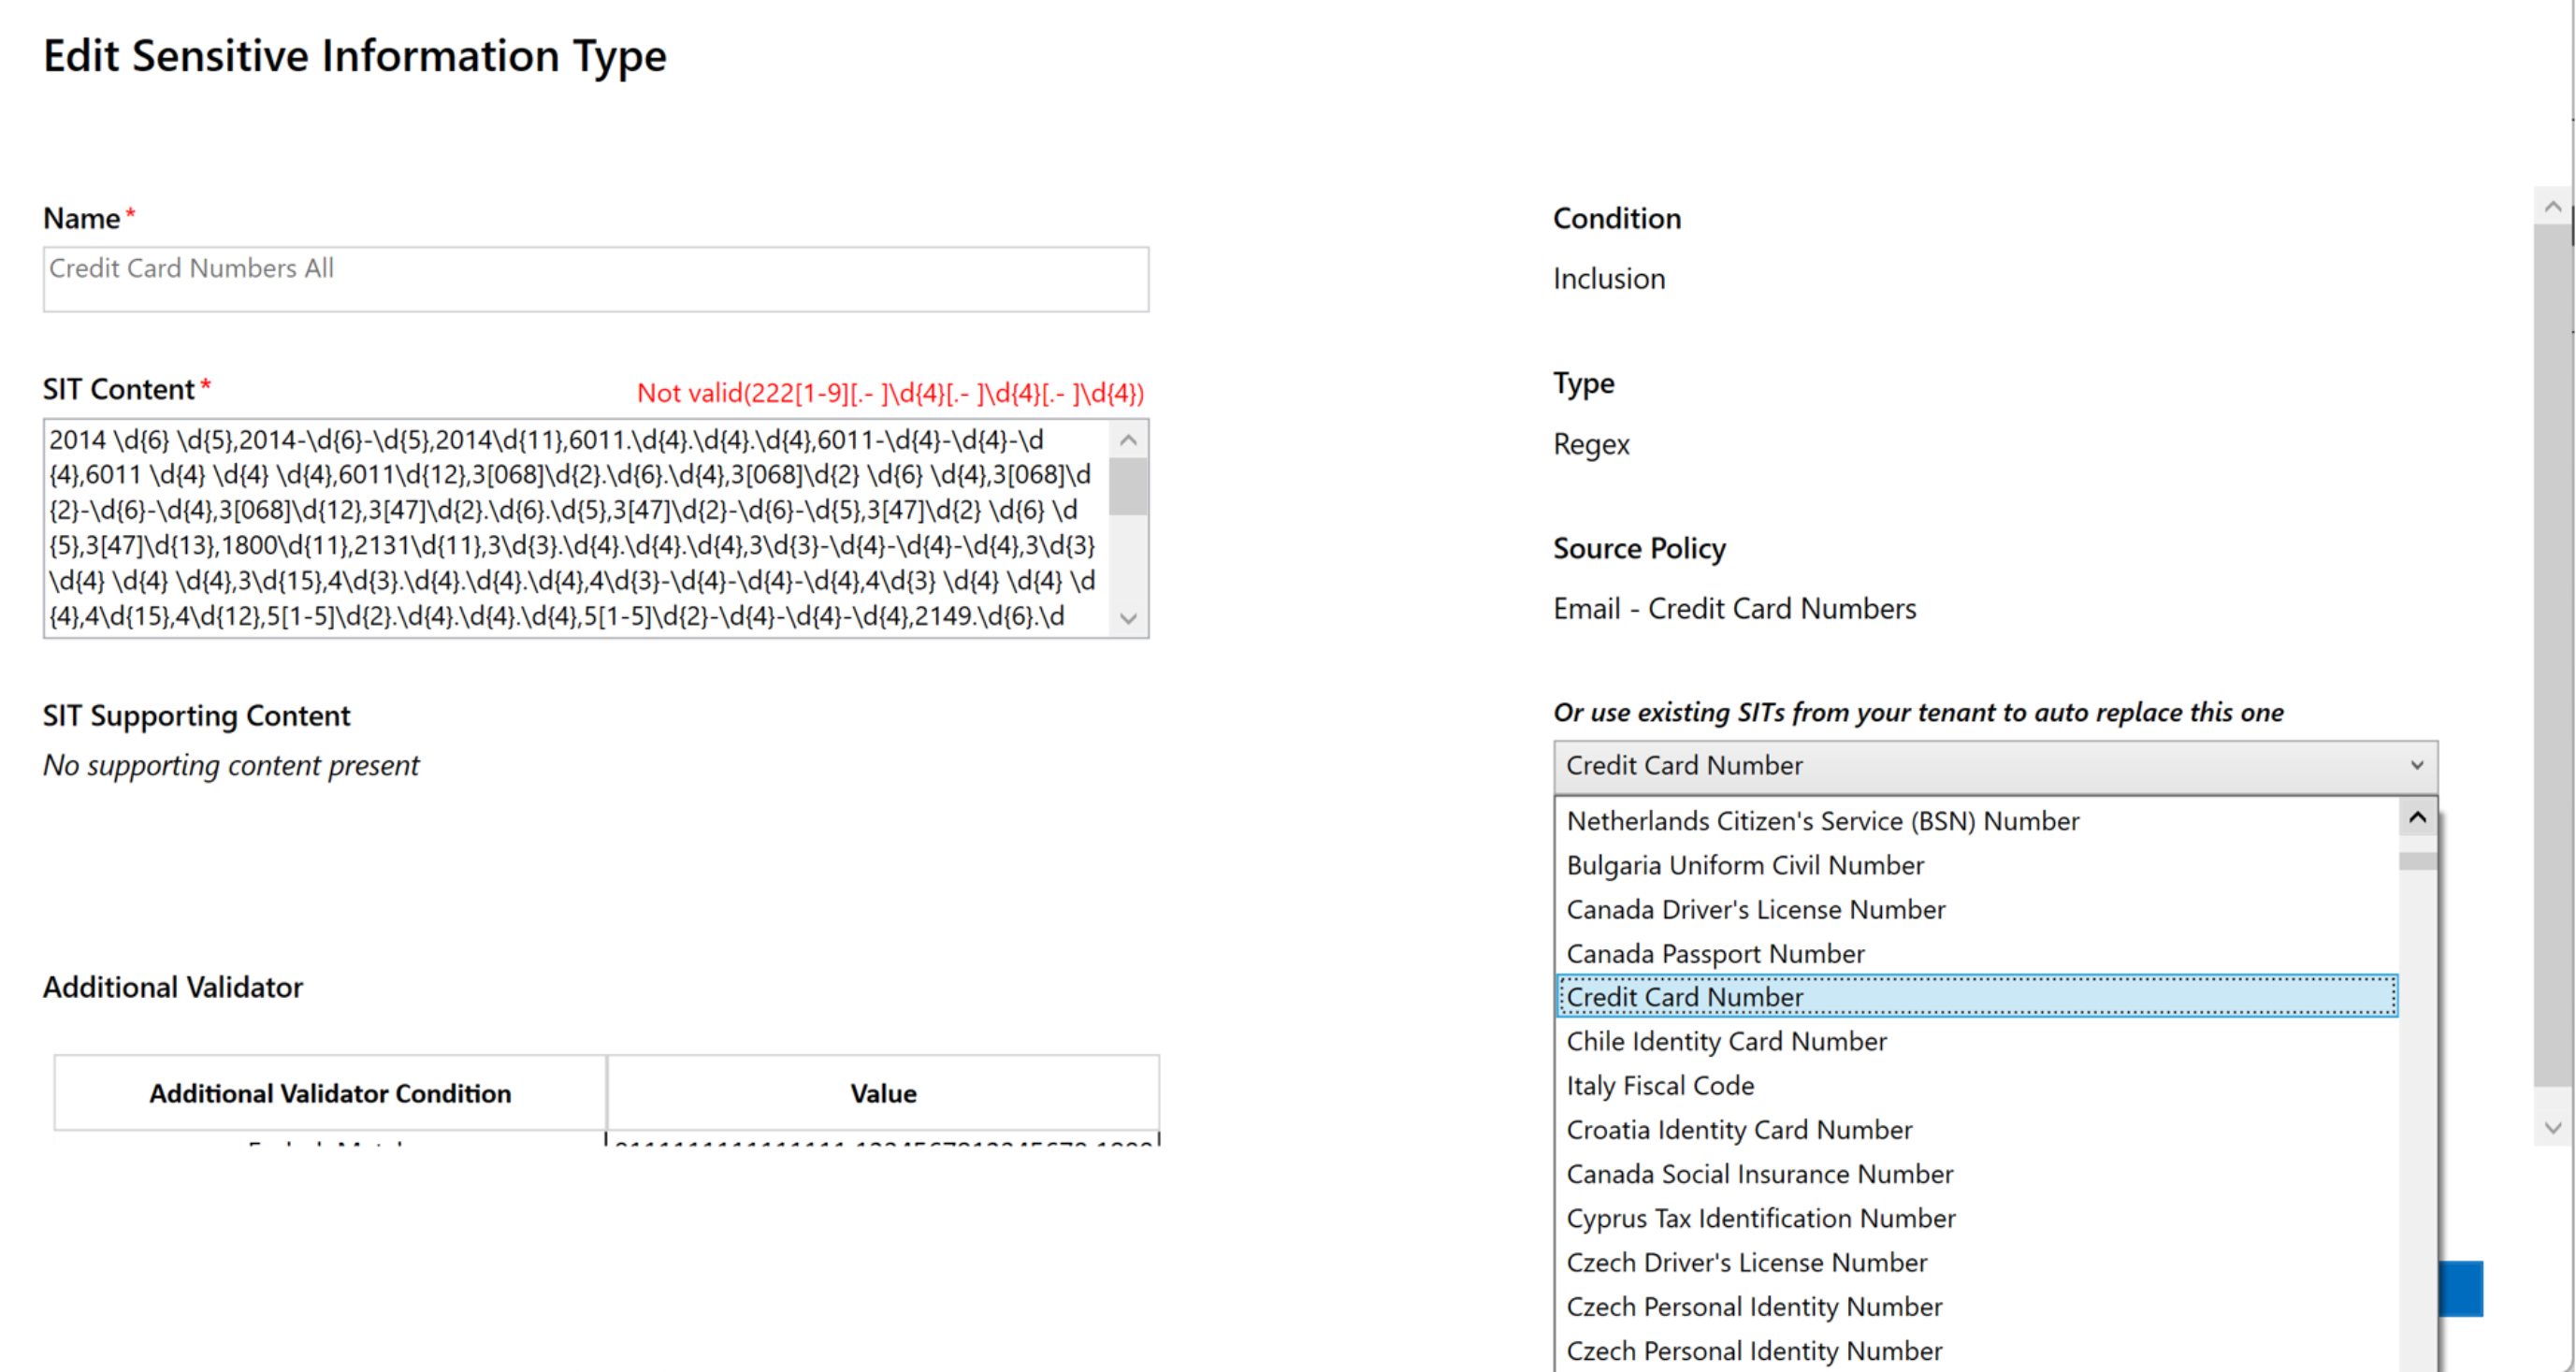 Edit Sensitive Information Type
Name *
Credit Card Numbers All
SIT Content *
Not valid(222[1-9][.- ]\d{4}[.- ]\d{4}[.- ]\d{4})
2014 \d{6} \d{5},2014-\d{6}-\d{5},2014\d{11},6011.\d{4}.\d{4}.\d{4},6011-\d{4}-\d{4}-\d
{4},6011 \d{4} \d{4} \d{4},6011\d{12},3[068]\d{2}.\d{6}.\d{4},3[068]\d{2} \d{6} \d{4},3[068]\d
{2}-\d{6}-\d{4},3[068]\d{12},3[47]\d{2}.\d{6}.\d{5},3[47]\d{2}-\d{6}-\d{5},3[47]\d{2} \d{6} \d
{5},3[47]\d{13},1800\d{11},2131\d{11},3\d{3}.\d{4}.\d{4}.\d{4},3\d{3}-\d{4}-\d{4}-\d{4},3\d{3}
\d{4} \d{4} \d{4},3\d{15},4\d{3}.\d{4}.\d{4}.\d{4},4\d{3}-\d{4}-\d{4}-\d{4},4\d{3} \d{4} \d{4} \d
{4},4\d{15},4\d{12},5[1-5]\d{2}.\d{4}.\d{4}.\d{4},5[1-5]\d{2}-\d{4}-\d{4}-\d{4},2149.\d{6}.\d
SIT Supporting Content
No supporting content present
Additional Validator
Additional Validator Condition
Value
Condition
Inclusion
Type
Regex
Source Policy
Email - Credit Card Numbers
Or use existing SITs from your tenant to auto replace this one
Credit Card Number
Netherlands Citizen's Service (BSN) Number
Bulgaria Uniform Civil Number
Canada Driver's License Number
Canada Passport Number
Credit Card Number
Chile Identity Card Number
Italy Fiscal Code
Croatia Identity Card Number
Canada Social Insurance Number
Cyprus Tax Identification Number
Czech Driver's License Number
Czech Personal Identity Number
Czech Personal Identity Number